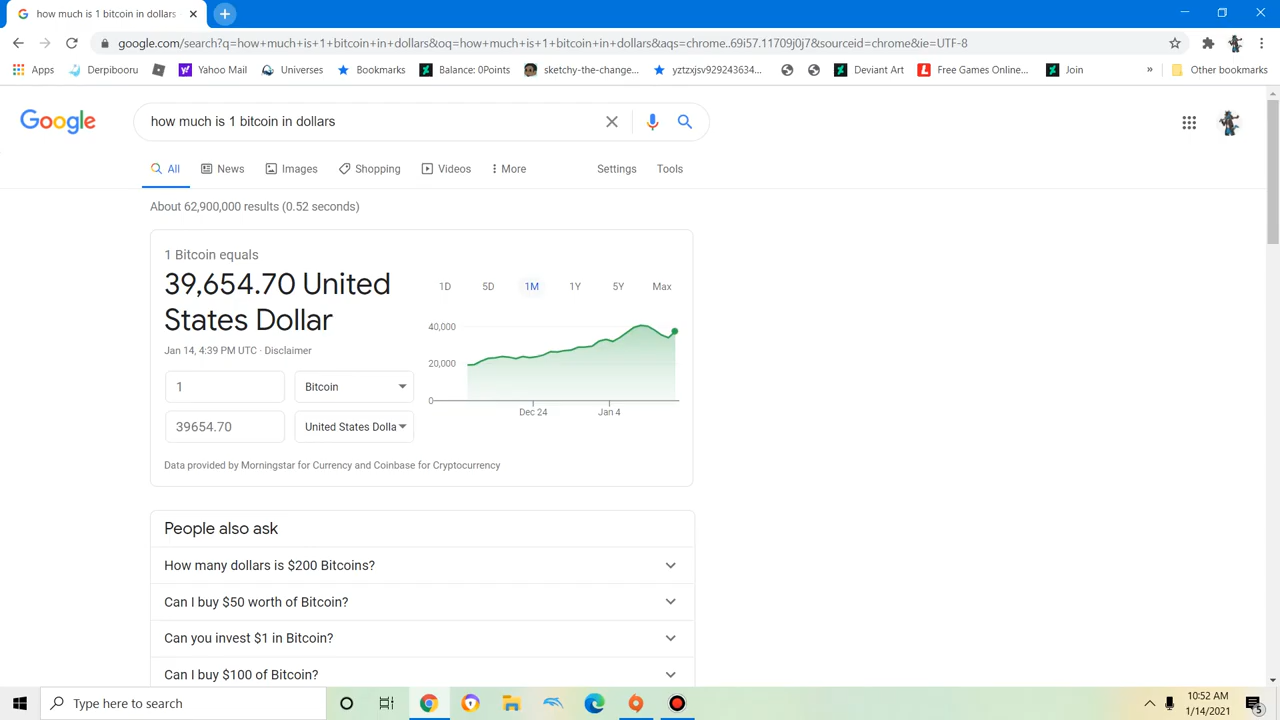 how much is 1 bitcoin in dollars
google.com/search?q=how+much+is+1+bitcoin+in+dollars&oq=how+much+is+1+bitcoin+in+dollars&aqs=chrome..69i57.11709j0j7&sourceid=chrome&ie=UTF-8
Apps Derpibooru Yahoo Mail Universes Bookmarks Balance: 0Points sketchy-the-change... yztzxjsv929243634... Deviant Art Free Games Online... Join » Other bookmarks
Google how much is 1 bitcoin in dollars
All News Images Shopping Videos More Settings Tools
About 62,900,000 results (0.52 seconds)
1 Bitcoin equals
39,654.70 United
States Dollar
Jan 14, 4:39 PM UTC · Disclaimer
1 Bitcoin
39654.70 United States Dolla
1D 5D 1M 1Y 5Y Max
40,000
20,000
0
Dec 24 Jan 4
Data provided by Morningstar for Currency and Coinbase for Cryptocurrency
People also ask
How many dollars is $200 Bitcoins?
Can I buy $50 worth of Bitcoin?
Can you invest $1 in Bitcoin?
Can I buy $100 of Bitcoin?
Type here to search
10:52 AM
1/14/2021
5